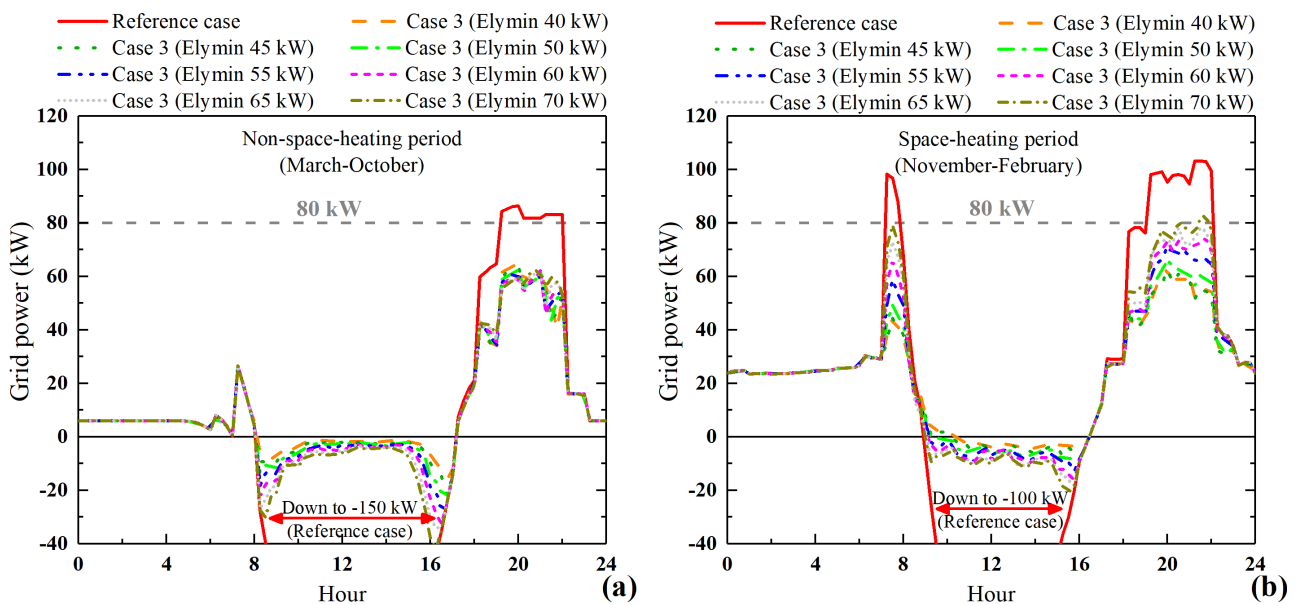 Reference case
Case 3 (Elymin 40 kW)
Case 3 (Elymin 45 kW)
Case 3 (Elymin 50 kW)
Case 3 (Elymin 55 kW)
Case 3 (Elymin 60 kW)
Case 3 (Elymin 65 kW)
Case 3 (Elymin 70 kW)
120
100
80
60
40
20
0
-20
-40
Grid power (kW)
Non-space-heating period
(March-October)
80 kW
Down to -150 kW
(Reference case)
0
4
8
12
16
20
24
Hour
(a)
Reference case
Case 3 (Elymin 40 kW)
Case 3 (Elymin 45 kW)
Case 3 (Elymin 50 kW)
Case 3 (Elymin 55 kW)
Case 3 (Elymin 60 kW)
Case 3 (Elymin 65 kW)
Case 3 (Elymin 70 kW)
120
100
80
60
40
20
0
-20
-40
Grid power (kW)
Space-heating period
(November-February)
80 kW
Down to -100 kW
(Reference case)
0
4
8
12
16
20
24
Hour
(b)